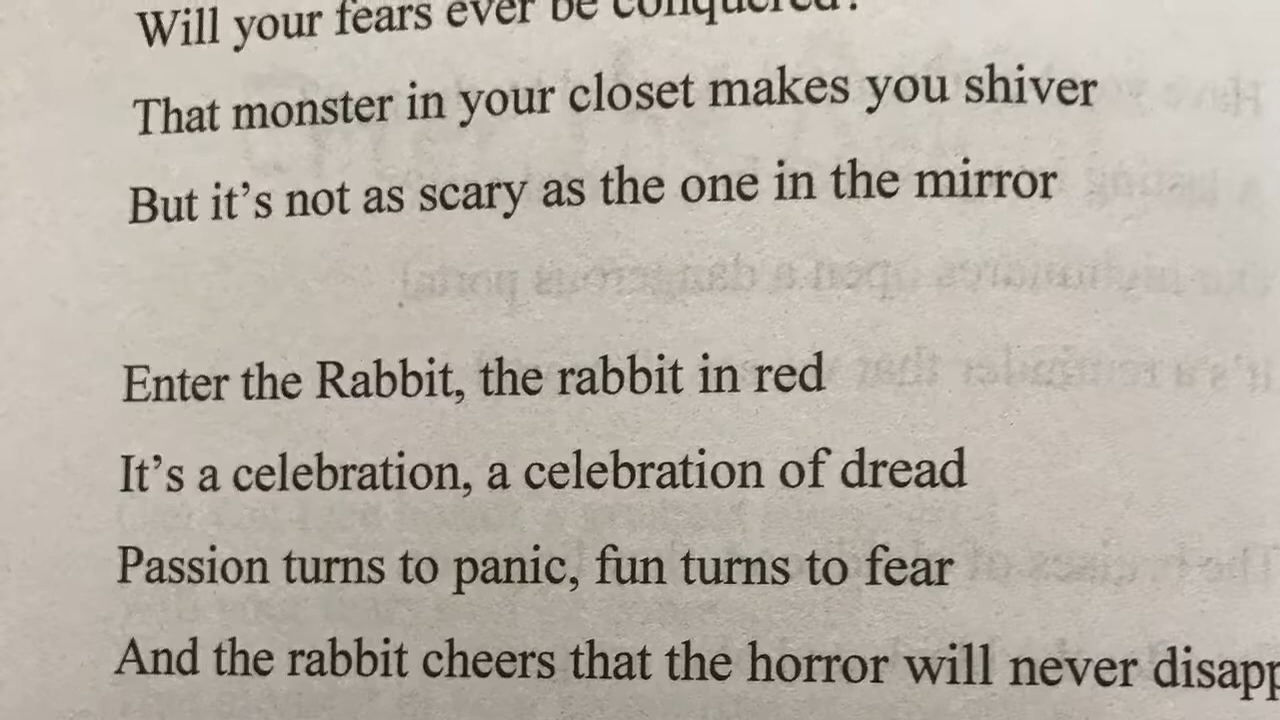 Will your fears ever be conquered?
That monster in your closet makes you shiver
But it's not as scary as the one in the mirror
Enter the Rabbit, the rabbit in red
It's a celebration, a celebration of dread
Passion turns to panic, fun turns to fear
And the rabbit cheers that the horror will never disapp